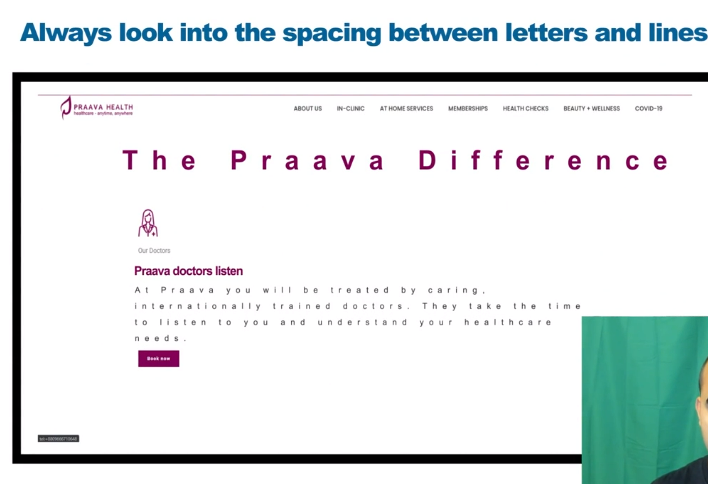 Always look into the spacing between letters and lines
PRAAVA HEALTH
healthcare - anytime, anywhere
ABOUT US IN-CLINIC AT HOME SERVICES MEMBERSHIPS HEALTH CHECKS BEAUTY + WELLNESS COVID-19
The Praava Difference
Our Doctors
Praava doctors listen
At Praava you will be treated by caring,
internationally trained doctors. They take the time
to listen to you and understand your healthcare
needs.
Book now